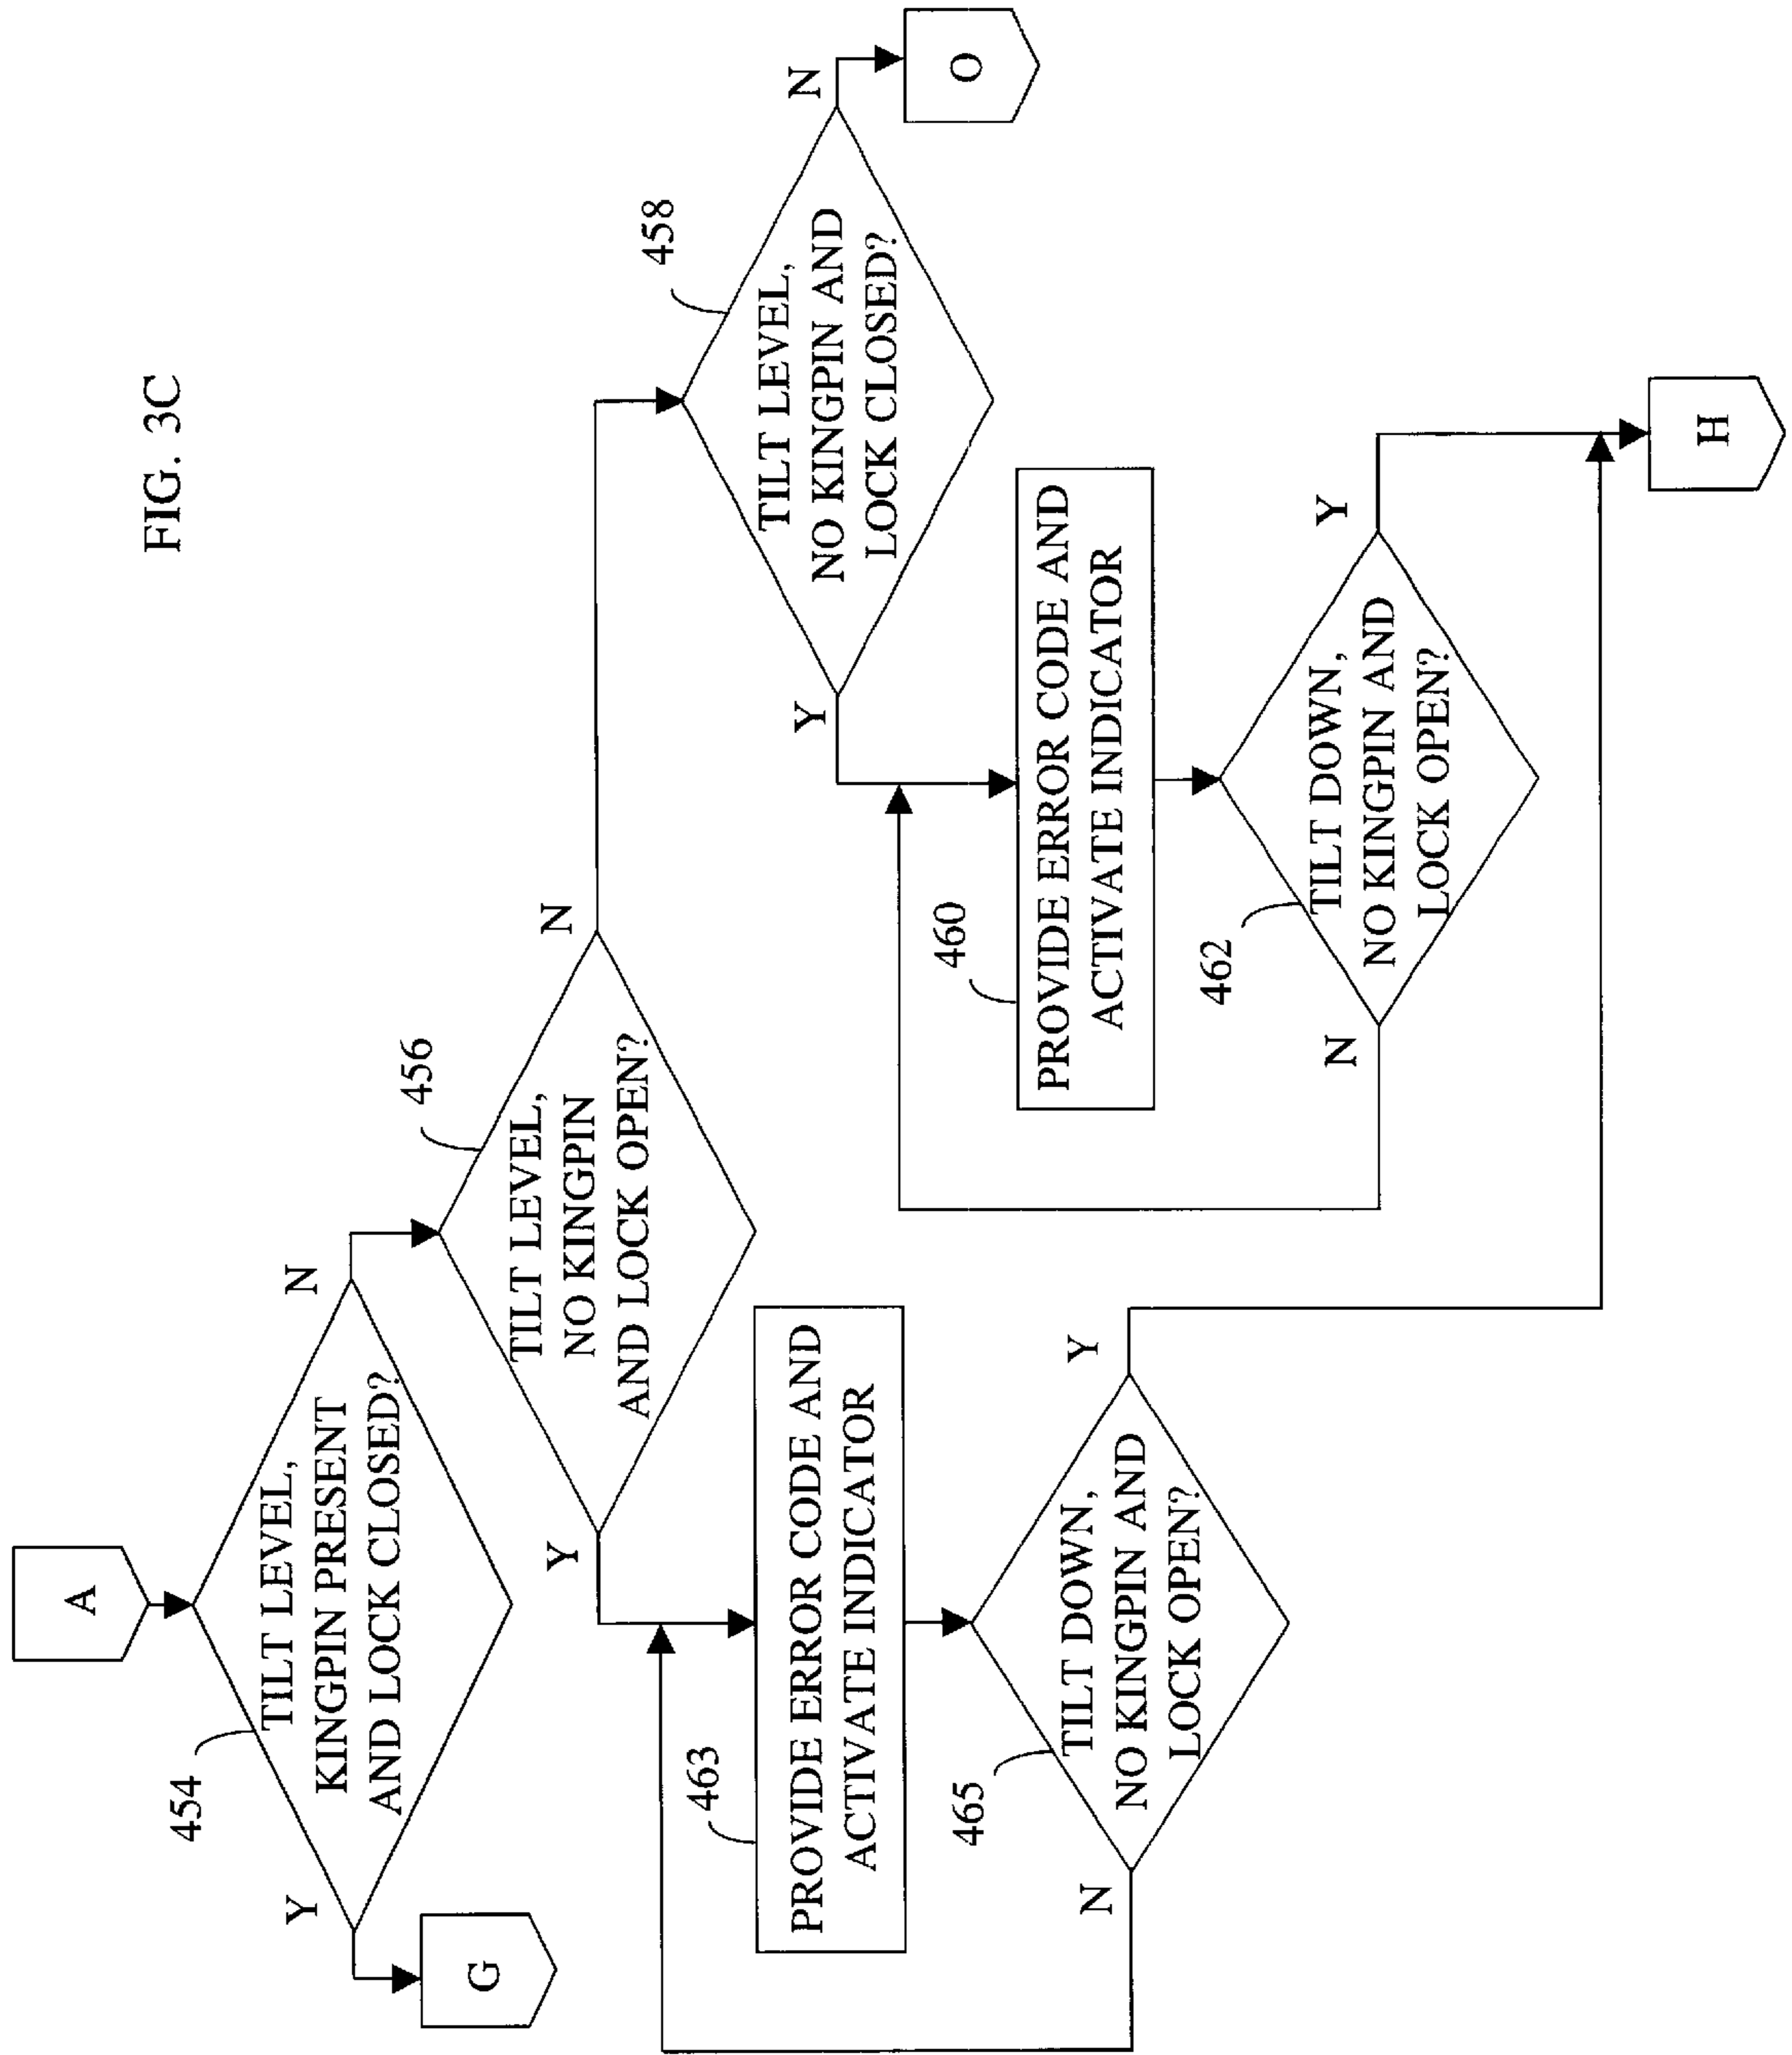 FIG. 3C
A
454
TILT LEVEL,
KINGPIN PRESENT
AND LOCK CLOSED?
Y
N
G
456
TILT LEVEL,
NO KINGPIN
AND LOCK OPEN?
Y
N
458
TILT LEVEL,
NO KINGPIN AND
LOCK CLOSED?
Y
N
O
463
PROVIDE ERROR CODE AND
ACTIVATE INDICATOR
465
TILT DOWN,
NO KINGPIN AND
LOCK OPEN?
N
Y
460
PROVIDE ERROR CODE AND
ACTIVATE INDICATOR
462
TILT DOWN,
NO KINGPIN AND
LOCK OPEN?
N
Y
H